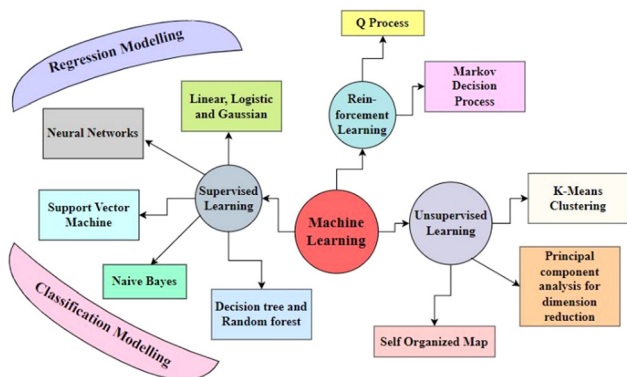 Regression Modelling
Q Process
Markov
Decision
Process
Rein-
forcement
Learning
Linear, Logistic
and Gaussian
Neural Networks
Supervised
Learning
Support Vector
Machine
Naive Bayes
Decision tree and
Random forest
Machine
Learning
Unsupervised
Learning
K-Means
Clustering
Principal
component
analysis for
dimension
reduction
Self Organized Map
Classification Modelling